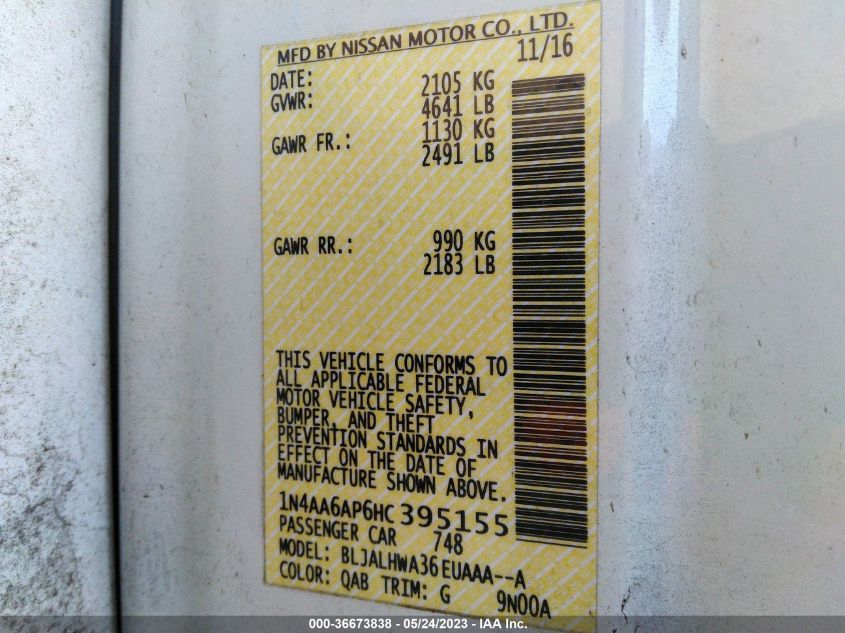 MFD BY NISSAN MOTOR CO., LTD.
DATE: 11/16
GVWR: 2105 KG
4641 LB
GAWR FR.: 1130 KG
2491 LB
GAWR RR.: 990 KG
2183 LB
THIS VEHICLE CONFORMS TO
ALL APPLICABLE FEDERAL
MOTOR VEHICLE SAFETY,
BUMPER, AND THEFT
PREVENTION STANDARDS IN
EFFECT ON THE DATE OF
MANUFACTURE SHOWN ABOVE.
1N4AA6AP6HC395155
PASSENGER CAR 748
MODEL: BLJALHWA36EUAAA--A
COLOR: QAB TRIM: G 9N00A
000-36673838 - 05/24/2023 - IAA Inc.